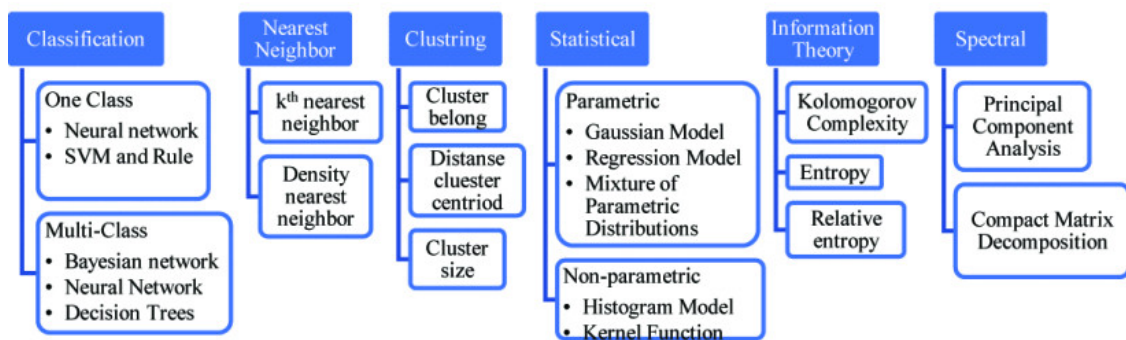 Classification
One Class
• Neural network
• SVM and Rule
Multi-Class
• Bayesian network
• Neural Network
• Decision Trees
Nearest
Neighbor
kth nearest
neighbor
Density
nearest
neighbor
Clustring
Cluster
belong
Distanse
cluester
centriod
Cluster
size
Statistical
Parametric
• Gaussian Model
• Regression Model
• Mixture of
Parametric
Distributions
Non-parametric
• Histogram Model
• Kernel Function
Information
Theory
Kolomogorov
Complexity
Entropy
Relative
entropy
Spectral
Principal
Component
Analysis
Compact Matrix
Decomposition